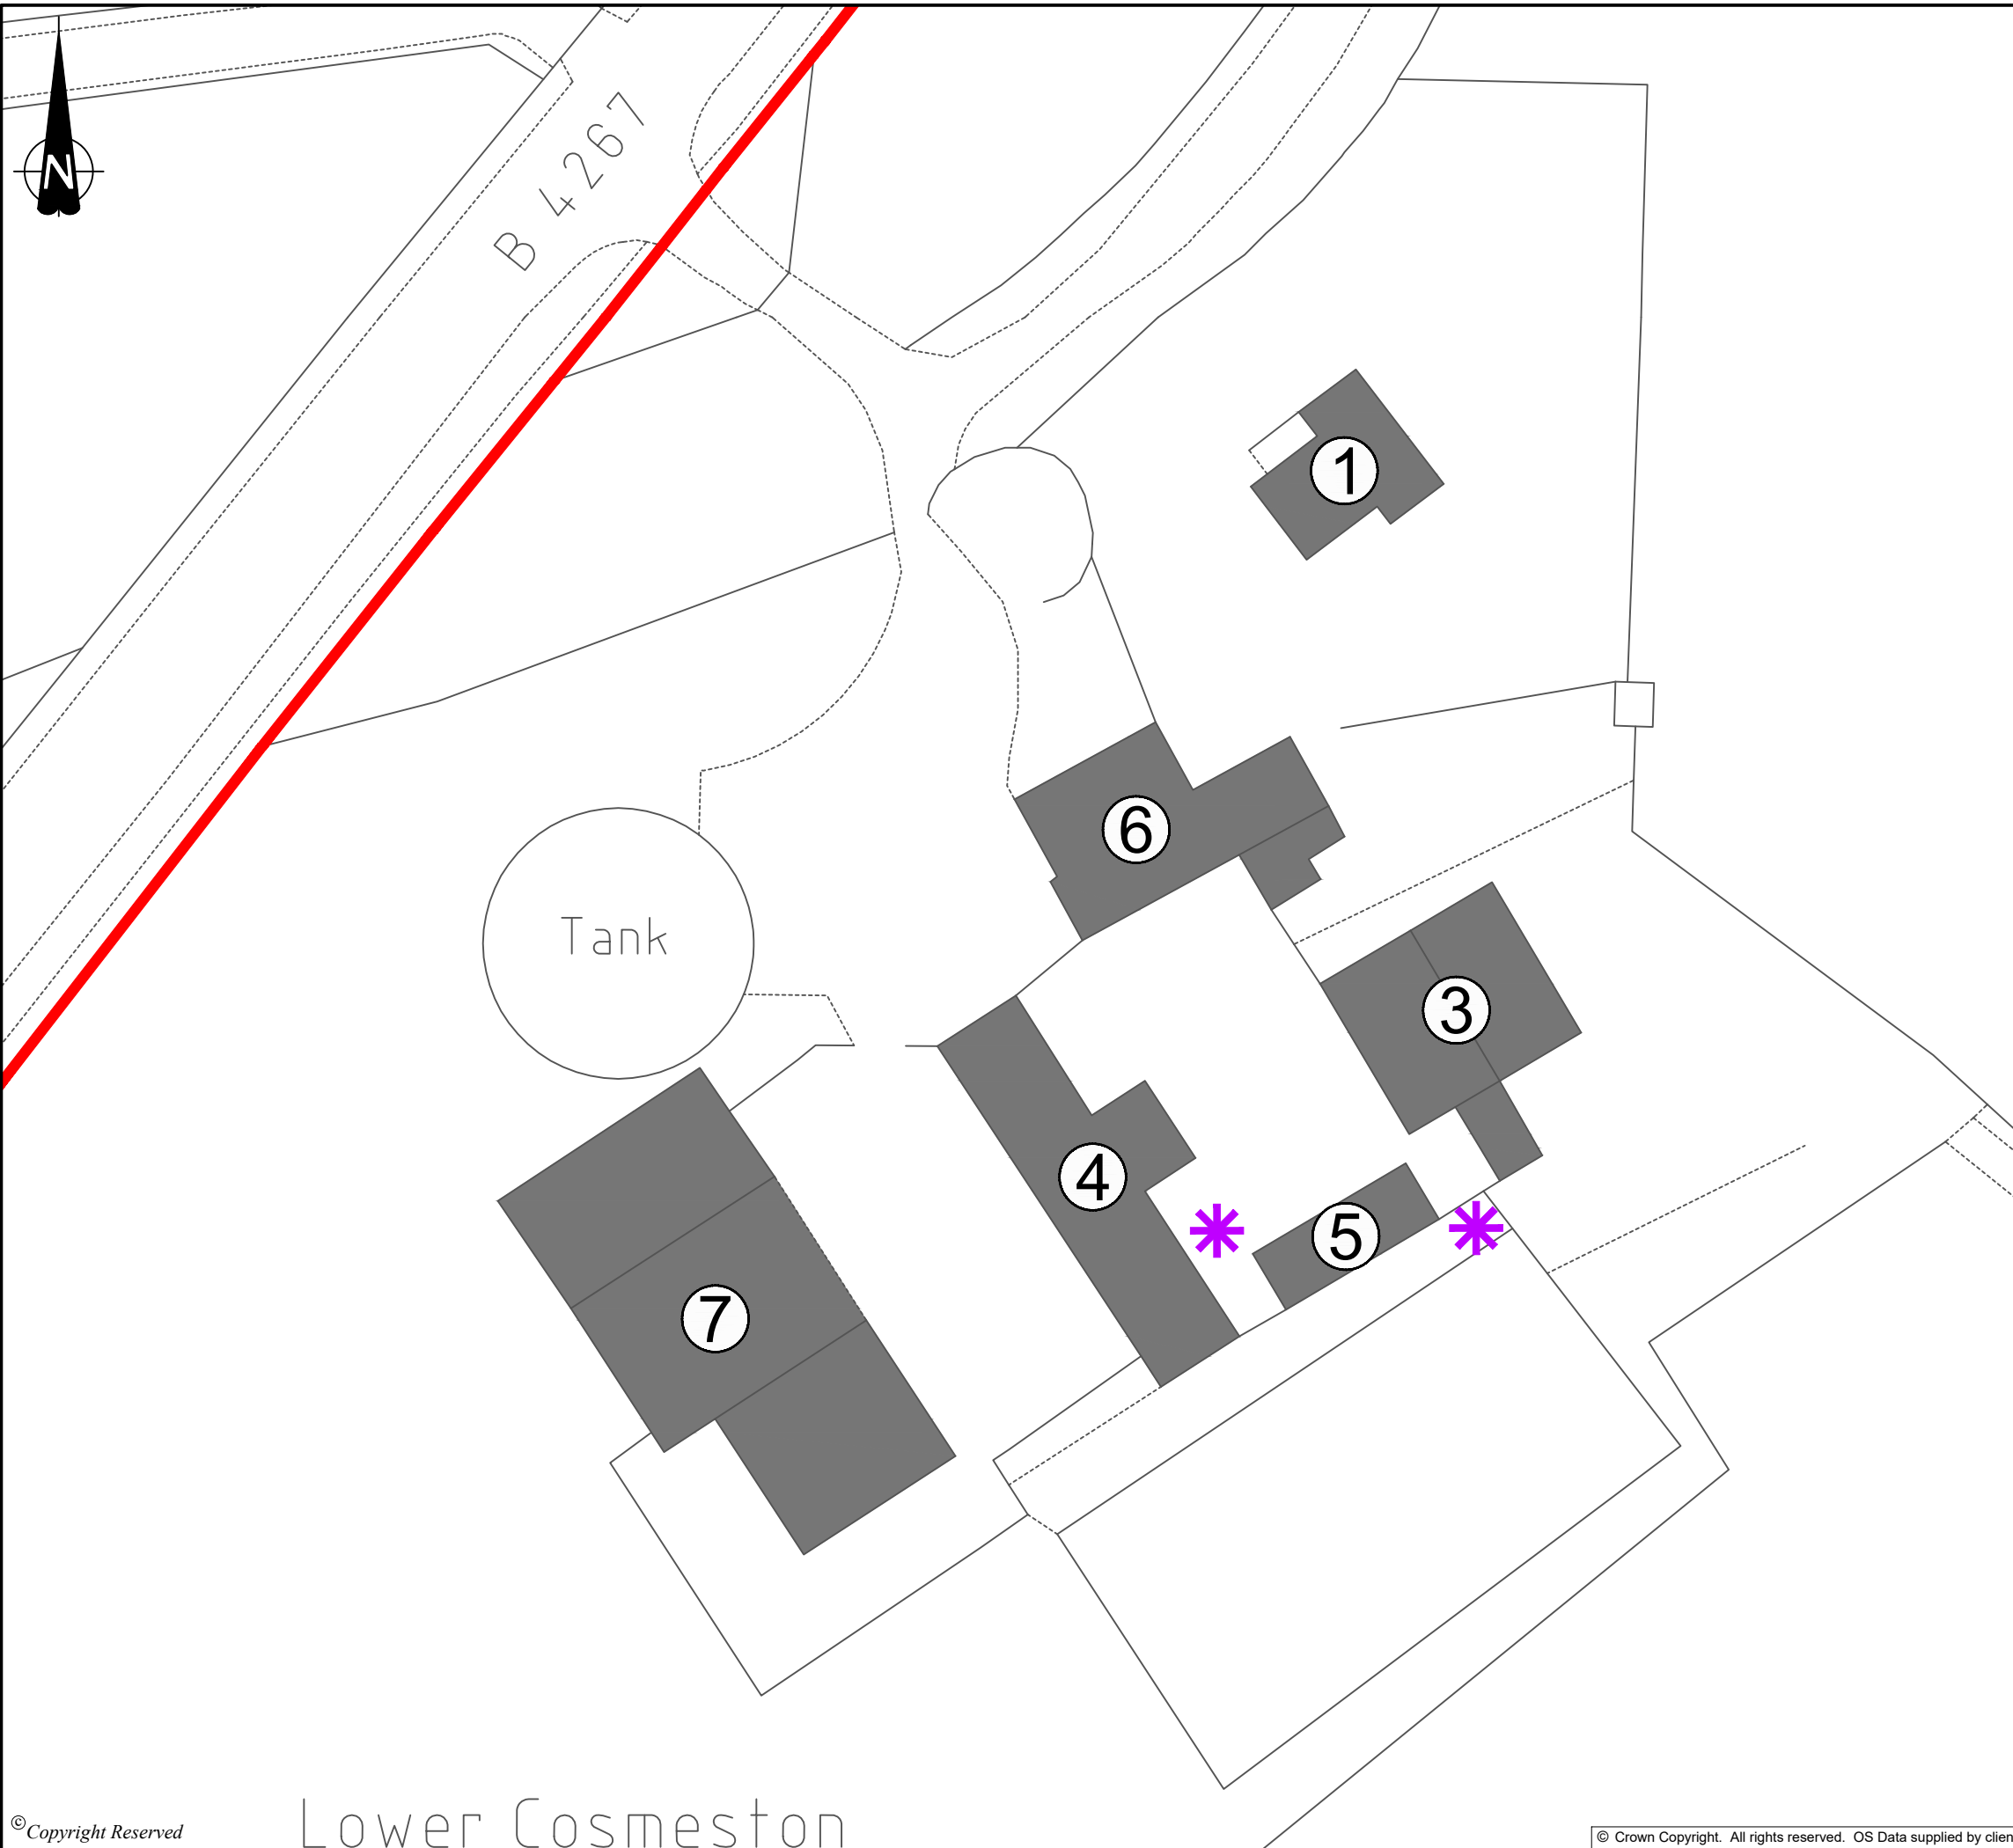 N
B 4267
1
6
Tank
3
4
5
7
Lower Cosmeston
©Copyright Reserved
© Crown Copyright. All rights reserved. OS Data supplied by